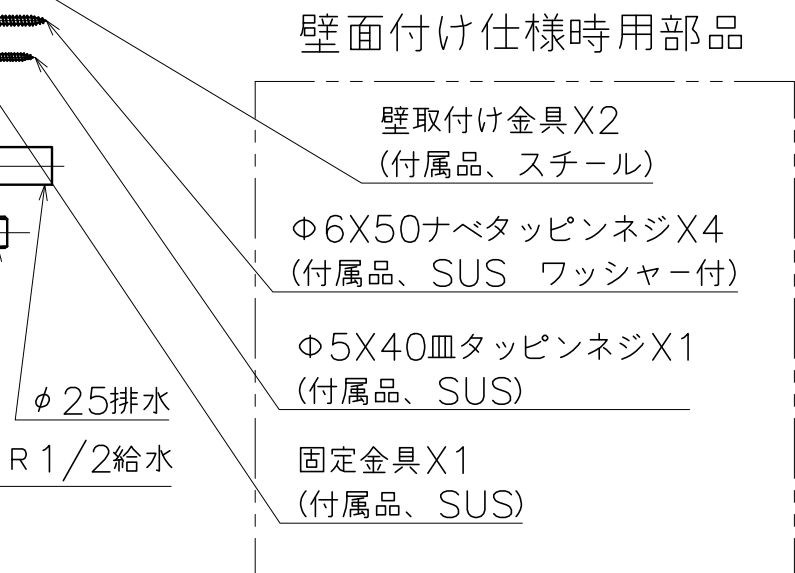 壁面付け仕様時用部品
壁取付け金具X2
(付属品、スチール)
Φ6X50ナベタッピンネジX4
(付属品、SUS　ワッシャー付)
Φ5X40皿タッピンネジX1
(付属品、SUS)
φ25排水
R1/2給水
固定金具X1
(付属品、SUS)